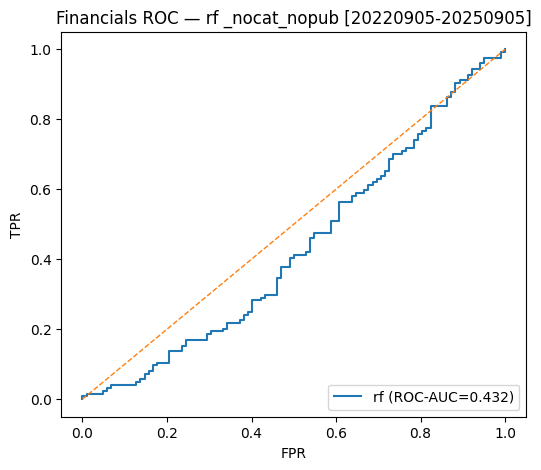 Financials ROC — rf _nocat_nopub [20220905-20250905]
1.0
0.8
0.6
0.4
0.2
0.0
TPR
rf (ROC-AUC=0.432)
0.0 0.2 0.4 0.6 0.8 1.0
FPR